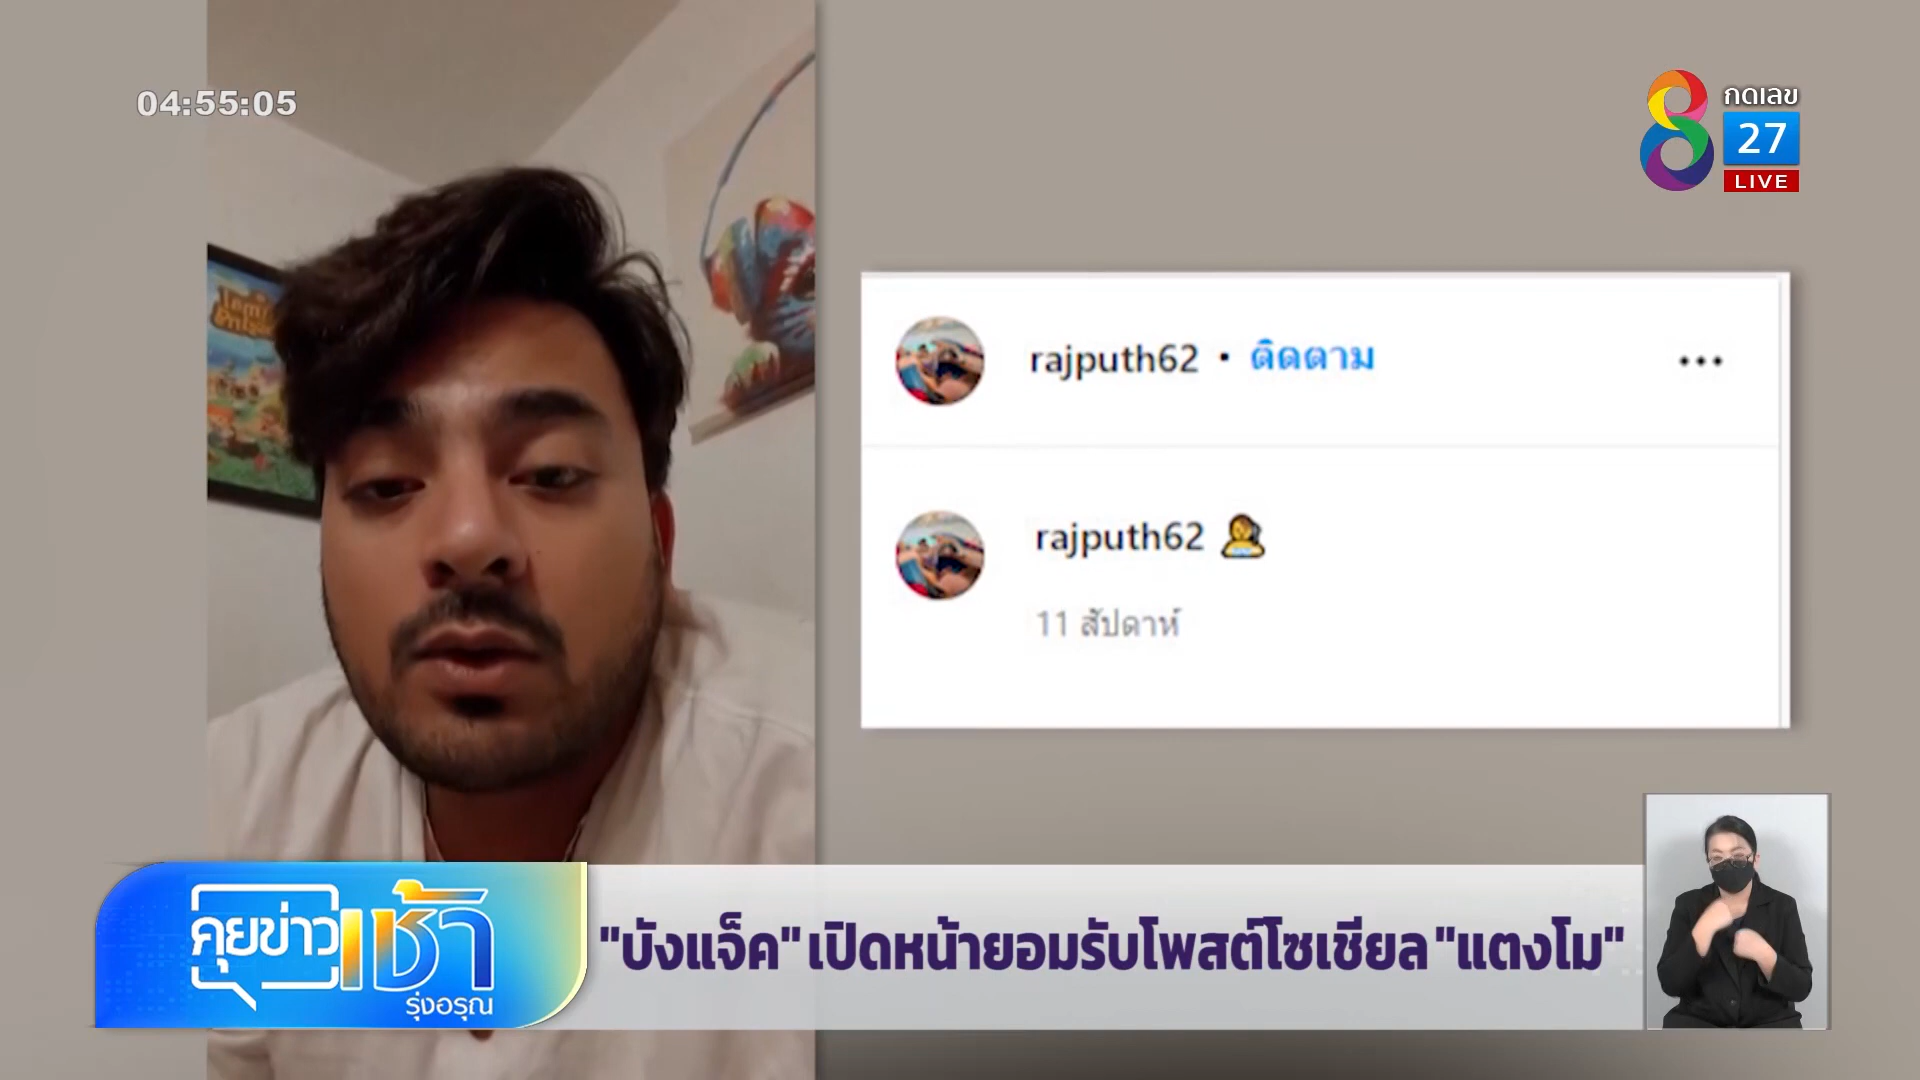 04:55:05
กดเลข
27
LIVE
rajputh62 • ติดตาม
rajputh62
11 สัปดาห์
คุยข่าวเช้า
รุ่งอรุณ
"บังแจ็ค" เปิดหน้ายอมรับโพสต์โซเชียล "แตงโม"